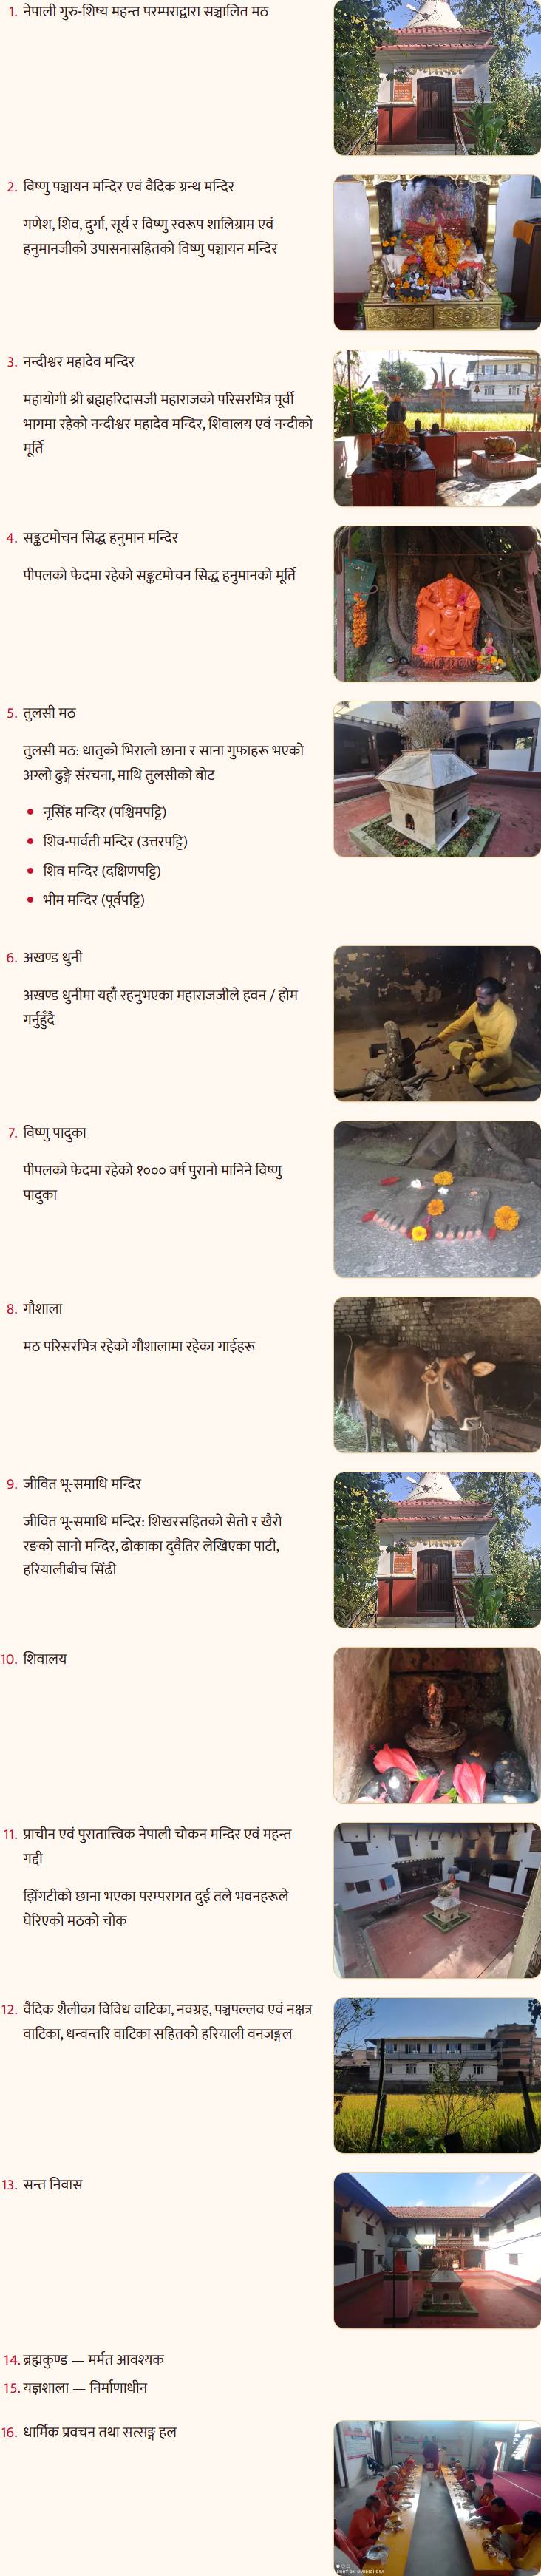 1. नेपाली गुरु-शिष्य महन्त परम्पराद्वारा सञ्चालित मठ
2. विष्णु पञ्चायन मन्दिर एवं वैदिक ग्रन्थ मन्दिर
गणेश, शिव, दुर्गा, सूर्य र विष्णु स्वरूप शालिग्राम एवं
हनुमानजीको उपासनासहितको विष्णु पञ्चायन मन्दिर
3. नन्दीश्वर महादेव मन्दिर
महायोगी श्री ब्रह्महरिदासजी महाराजको परिसरभित्र पूर्वी
भागमा रहेको नन्दीश्वर महादेव मन्दिर, शिवालय एवं नन्दीको
मूर्ति
4. सङ्कटमोचन सिद्ध हनुमान मन्दिर
पीपलको फेदमा रहेको सङ्कटमोचन सिद्ध हनुमानको मूर्ति
5. तुलसी मठ
तुलसी मठ: धातुको भिरालो छाना र साना गुफाहरू भएको
अग्लो ढुङ्गे संरचना, माथि तुलसीको बोट
• नृसिंह मन्दिर (पश्चिमपट्टि)
• शिव-पार्वती मन्दिर (उत्तरपट्टि)
• शिव मन्दिर (दक्षिणपट्टि)
• भीम मन्दिर (पूर्वपट्टि)
6. अखण्ड धुनी
अखण्ड धुनीमा यहाँ रहनुभएका महाराजजीले हवन / होम
गर्नुहुँदै
7. विष्णु पादुका
पीपलको फेदमा रहेको १००० वर्ष पुरानो मानिने विष्णु
पादुका
8. गौशाला
मठ परिसरभित्र रहेको गौशालामा रहेका गाईहरू
9. जीवित भू-समाधि मन्दिर
जीवित भू-समाधि मन्दिर: शिखरसहितको सेतो र खैरो
रङको सानो मन्दिर, ढोकाका दुवैतिर लेखिएका पाटी,
हरियालीबीच सिँढी
10. शिवालय
11. प्राचीन एवं पुरातात्त्विक नेपाली चोकन मन्दिर एवं महन्त
गद्दी
झिँगटीको छाना भएका परम्परागत दुई तले भवनहरूले
घेरिएको मठको चोक
12. वैदिक शैलीका विविध वाटिका, नवग्रह, पञ्चपल्लव एवं नक्षत्र
वाटिका, धन्वन्तरि वाटिका सहितको हरियाली वनजङ्गल
13. सन्त निवास
14. ब्रह्मकुण्ड — मर्मत आवश्यक
15. यज्ञशाला — निर्माणाधीन
16. धार्मिक प्रवचन तथा सत्सङ्ग हल